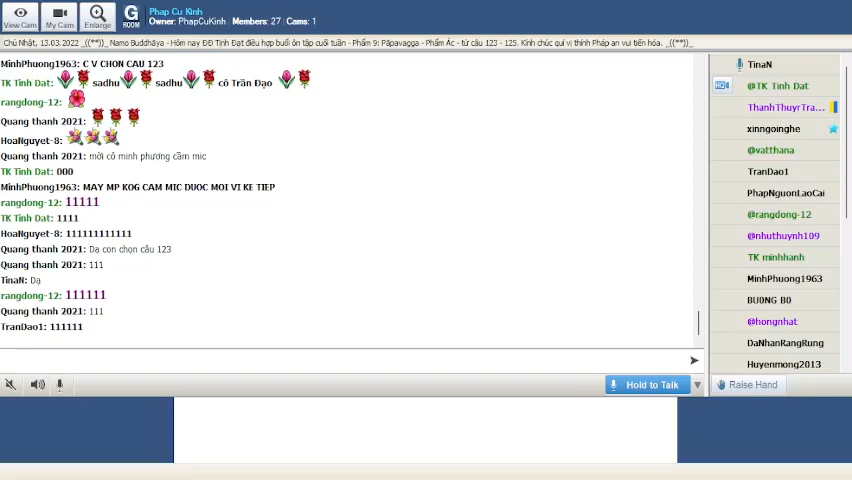 View Cam
My Cam
Enlarge
G ROOM
Phap Cu Kinh
Owner: PhapCuKinh | Members: 27 | Cams: 1
Chủ Nhật, 13.03.2022 _((**)_ Namo Buddhāya - Hôm nay ĐĐ Tịnh Đạt điều hợp buổi ôn tập cuối tuần - Phẩm 9: Pāpavagga - Phẩm Ác - từ câu 123 - 125. Kính chúc quí vị thính Pháp an vui tiến hóa. _((**)_
MinhPhuong1963: C V CHON CAU 123
TK Tinh Dat: sadhu sadhu cô Trần Đạo
rangdong-12:
Quang thanh 2021:
HoaNguyet-8:
Quang thanh 2021: mời cô minh phương cầm mic
TK Tinh Dat: 000
MinhPhuong1963: MAY MP KOG CAM MIC DUOC MOI VI KE TIEP
rangdong-12: 11111
TK Tinh Dat: 1111
HoaNguyet-8: 111111111111
Quang thanh 2021: Dạ con chọn câu 123
Quang thanh 2021: 111
TinaN: Dạ
rangdong-12: 111111
Quang thanh 2021: 111
TranDao1: 111111
Hold to Talk
TinaN
HD
@TK Tinh Dat
ThanhThuyrTra...
xinngoinghe
@vatthana
TranDao1
PhapNguonLaoCai
@rangdong-12
@nhuthuynh109
TK minhhanh
MinhPhuong1963
BU0NG B0
@hongnhat
DaNhanRangRung
Huyenmong2013
Raise Hand